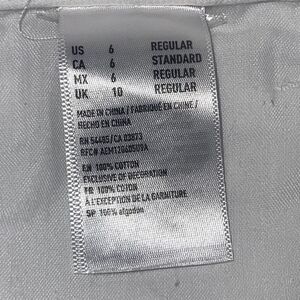 US 6 REGULAR
CA 6 STANDARD
MX 6 REGULAR
UK 10 REGULAR
MADE IN CHINA / FABRIQUÉ EN CHINE /
HECHO EN CHINA
RN 54485/CA 03873
EN 100% COTTON
EXCLUSIVE OF DECORATION
FR 100% COTON
À L'EXCEPTION DE LA GARNITURE
SP 100% algodon